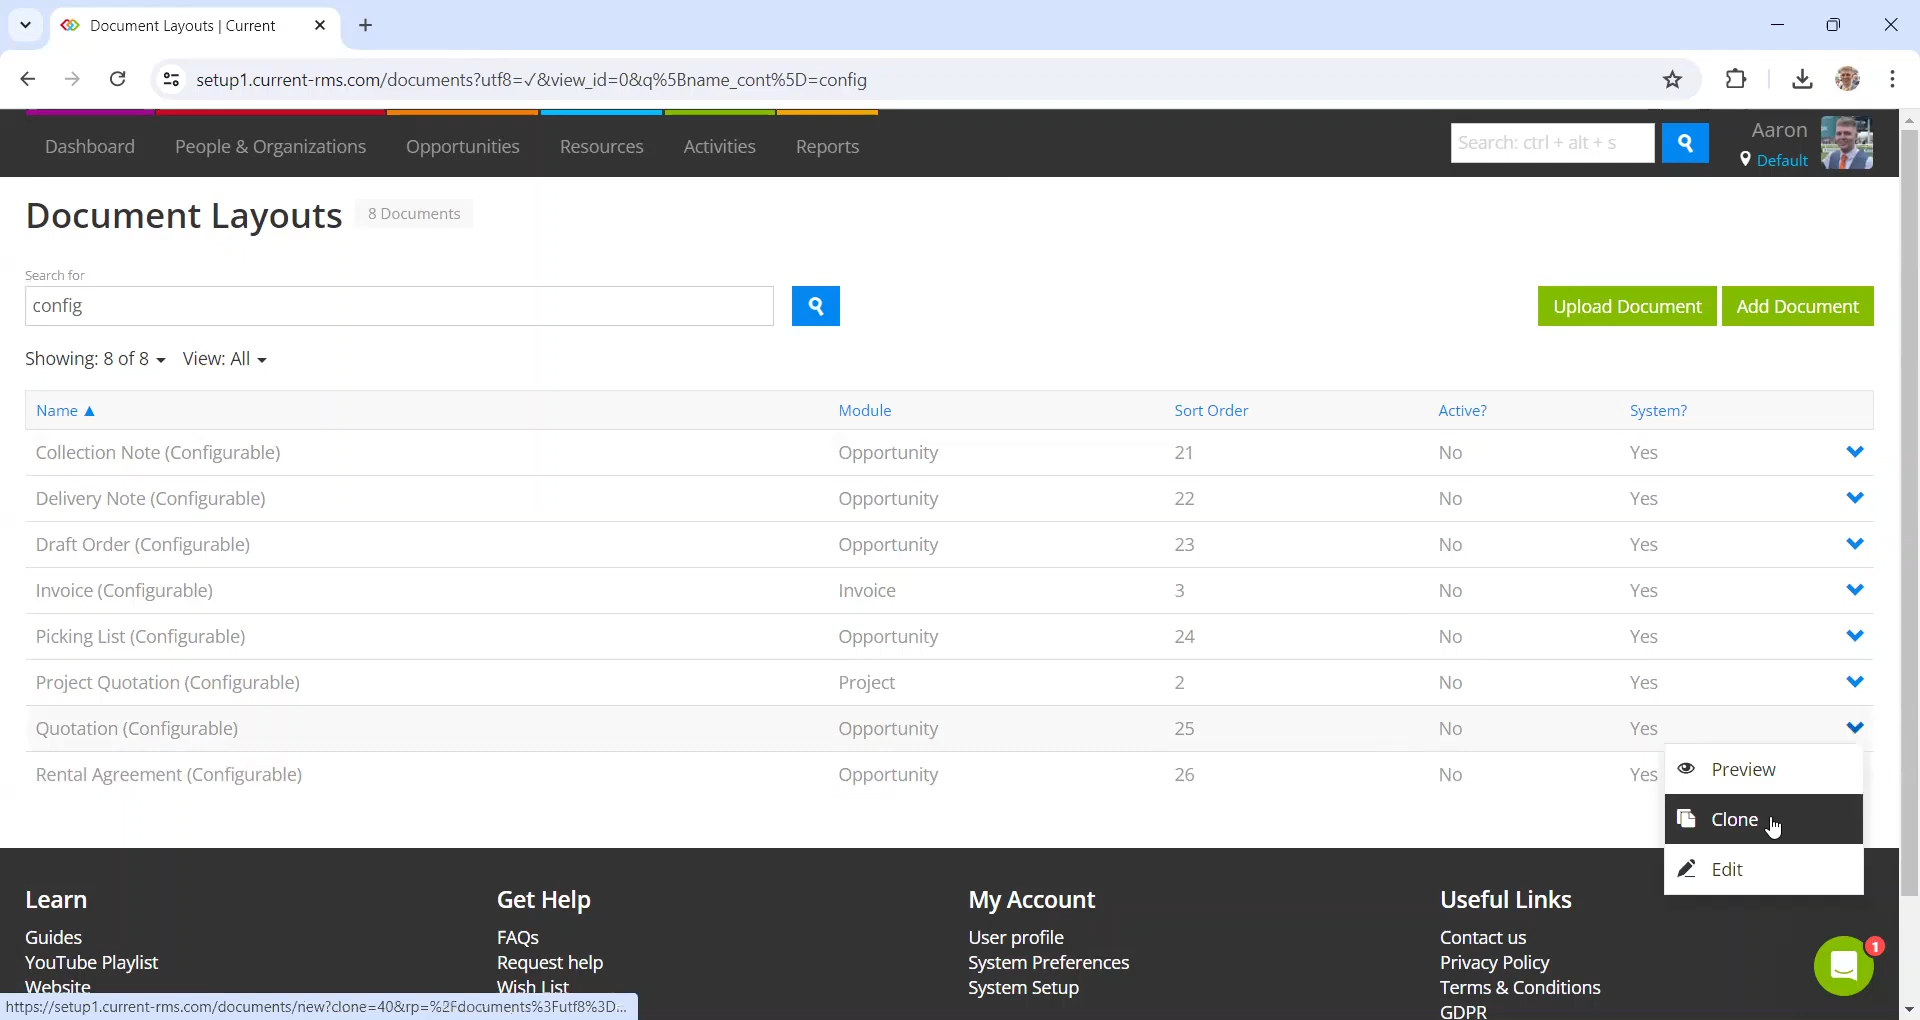 Document Layouts | Current
setup1.current-rms.com/documents?utf8=✓&view_id=0&q%5Bname_cont%5D=config
Dashboard People & Organizations Opportunities Resources Activities Reports Search: ctrl + alt + s Aaron
Default
Document Layouts 8 Documents
Search for
config
Upload Document Add Document
Showing: 8 of 8 View: All
Name ▲ Module Sort Order Active? System?
Collection Note (Configurable) Opportunity 21 No Yes
Delivery Note (Configurable) Opportunity 22 No Yes
Draft Order (Configurable) Opportunity 23 No Yes
Invoice (Configurable) Invoice 3 No Yes
Picking List (Configurable) Opportunity 24 No Yes
Project Quotation (Configurable) Project 2 No Yes
Quotation (Configurable) Opportunity 25 No Yes
Rental Agreement (Configurable) Opportunity 26 No Yes
Preview
Clone
Edit
Learn Get Help My Account Useful Links
Guides FAQs User profile Contact us
YouTube Playlist Request help System Preferences Privacy Policy
Website Wish List System Setup Terms & Conditions
GDPR
1
https://setup1.current-rms.com/documents/new?clone=40&rp=%2Fdocuments%3Futf8%3D...